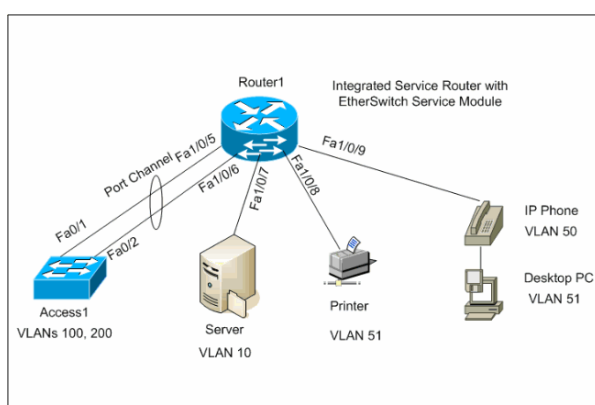 Router1
Integrated Service Router with
EtherSwitch Service Module
Port Channel
Fa1/0/5
Fa1/0/6
Fa1/0/7
Fa1/0/8
Fa1/0/9
Fa0/1
Fa0/2
Access1
VLANs 100, 200
Server
VLAN 10
Printer
VLAN 51
IP Phone
VLAN 50
Desktop PC
VLAN 51